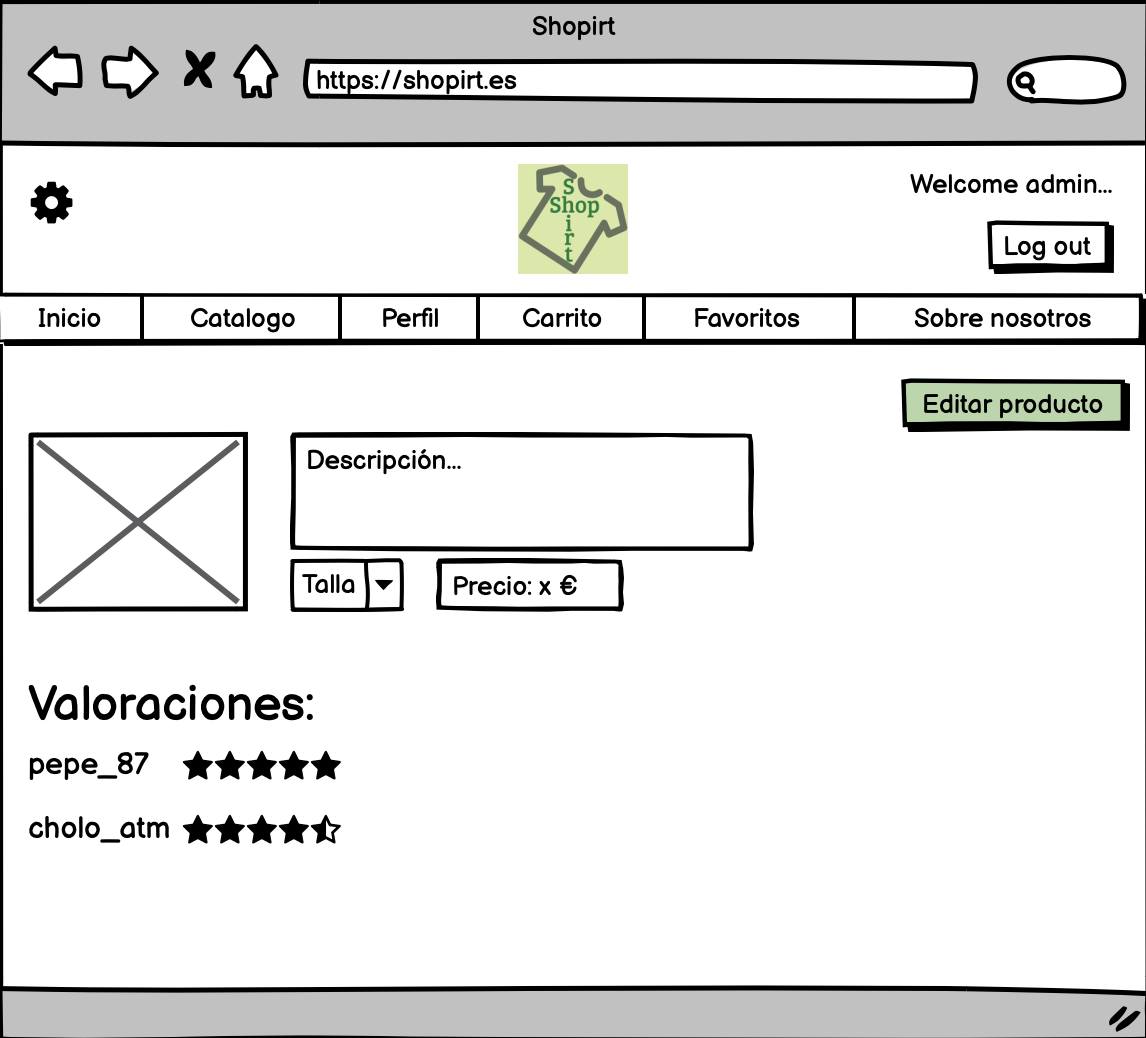 Shopirt
https://shopirt.es
Shop
Shirt
Welcome admin...
Log out
Inicio
Catalogo
Perfil
Carrito
Favoritos
Sobre nosotros
Editar producto
Descripción...
Talla
Precio: x €
Valoraciones:
pepe_87
cholo_atm